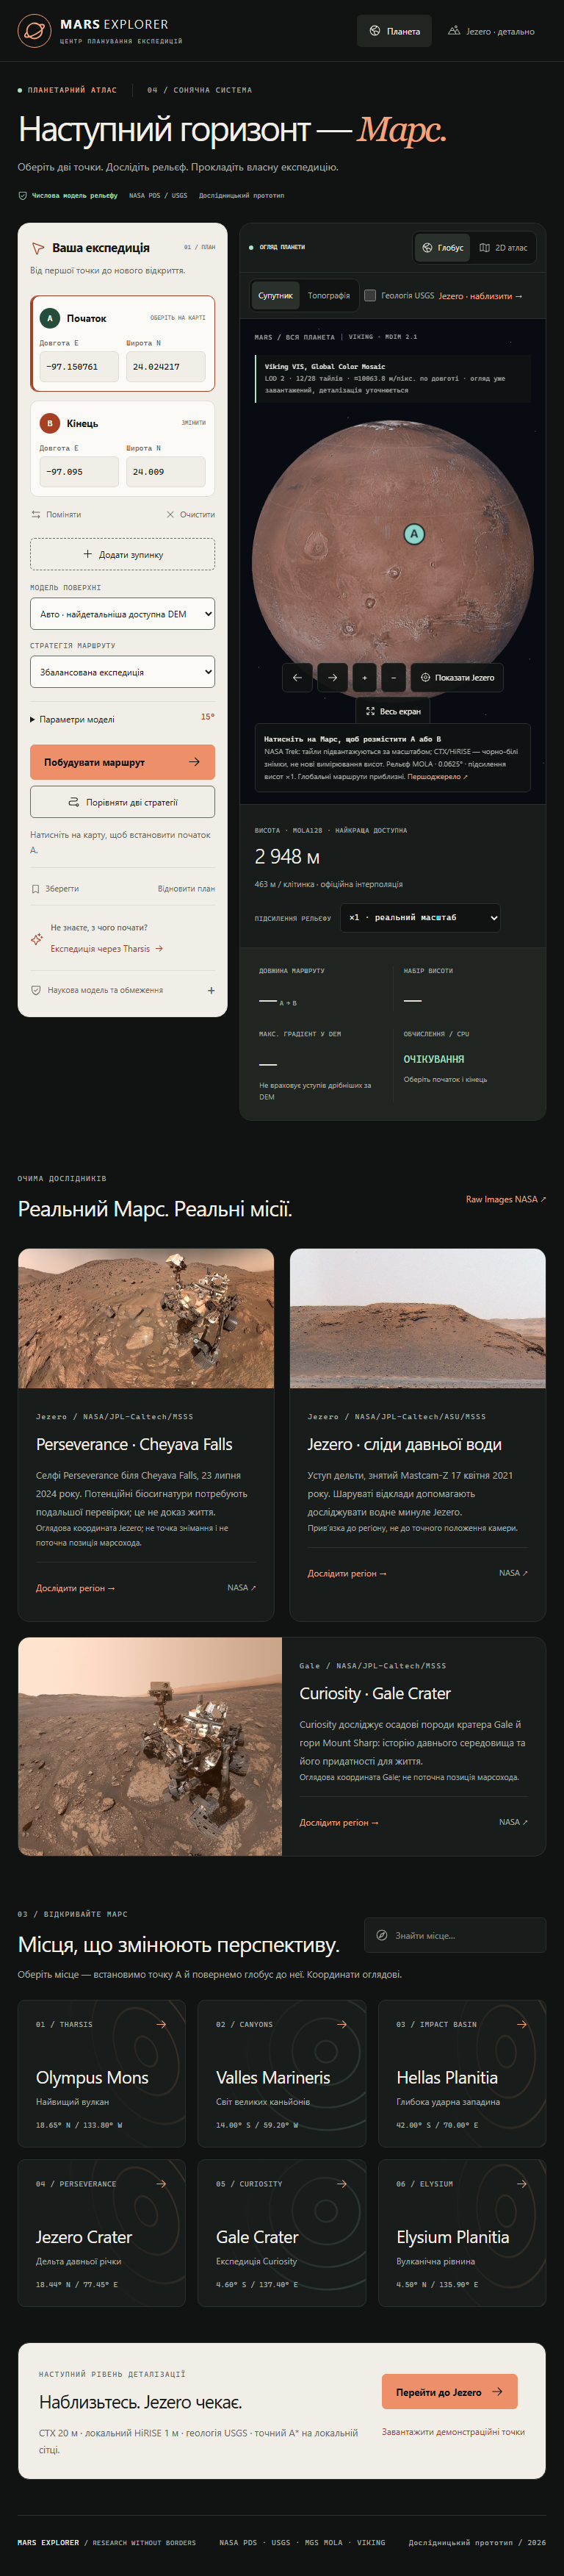 MARS EXPLORER
ЦЕНТР ПЛАНУВАННЯ ЕКСПЕДИЦІЙ
Планета
Jezero · детально
ПЛАНЕТАРНИЙ АТЛАС
04 / СОНЯЧНА СИСТЕМА
Наступний горизонт — Марс.
Оберіть дві точки. Дослідіть рельєф. Прокладіть власну експедицію.
Числова модель рельєфу
NASA PDS / USGS
Дослідницький прототип
Ваша експедиція
01 / ПЛАН
Від першої точки до нового відкриття.
A
Початок
ОБЕРІТЬ НА КАРТІ
Довгота E
Широта N
-97.150761
24.024217
B
Кінець
ЗМІНИТИ
Довгота E
Широта N
-97.095
24.009
Поміняти
Очистити
Додати зупинку
МОДЕЛЬ ПОВЕРХНІ
Авто · найдетальніша доступна DEM
СТРАТЕГІЯ МАРШРУТУ
Збалансована експедиція
Параметри моделі
15°
Побудувати маршрут
Порівняти дві стратегії
Натисніть на карту, щоб встановити початок
A.
Зберегти
Відновити план
Не знаєте, з чого почати?
Експедиція через Tharsis →
Наукова модель та обмеження
+
ОГЛЯД ПЛАНЕТИ
Глобус
2D атлас
Супутник
Топографія
Геологія USGS
Jezero · наблизити →
MARS / ВСЯ ПЛАНЕТА
VIKING · MDIM 2.1
Viking VIS, Global Color Mosaic
LOD 2 · 12/28 тайлів · ≈10063.8 м/пікс. по довготі · огляд уже
завантажений, деталізація уточнюється
A
←
→
+
−
Показати Jezero
Весь екран
Натисніть на Марс, щоб розмістити A або B
NASA Trek: тайли підвантажуються за масштабом; CTX/HiRISE — чорно-білі
знімки, не нові вимірювання висот. Рельєф MOLA · 0.0625° · підсилення
висот ×1. Глобальні маршрути приблизні. Першоджерело ↗
ВИСОТА · MOLA128 · НАЙКРАЩА ДОСТУПНА
2 948 м
463 м / клітинка · офіційна інтерполяція
ПІДСИЛЕННЯ РЕЛЬЄФУ
×1 · реальний масштаб
ДОВЖИНА МАРШРУТУ
— A → B
НАБІР ВИСОТИ
—
МАКС. ГРАДІЄНТ У DEM
—
Не враховує уступів дрібніших за
DEM
ОБЧИСЛЕННЯ / CPU
ОЧІКУВАННЯ
Оберіть початок і кінець
ОЧИМА ДОСЛІДНИКІВ
Реальний Марс. Реальні місії.
Raw Images NASA ↗
Jezero / NASA/JPL-Caltech/MSSS
Perseverance · Cheyava Falls
Селфі Perseverance біля Cheyava Falls, 23 липня
2024 року. Потенційні біосигнатури потребують
подальшої перевірки; це не доказ життя.
Оглядова координата Jezero; не точка знімання і не
поточна позиція марсохода.
Дослідити регіон →
NASA ↗
Jezero / NASA/JPL-Caltech/ASU/MSSS
Jezero · сліди давньої води
Уступ дельти, знятий Mastcam-Z 17 квітня 2021
року. Шаруваті відклади допомагають
досліджувати водне минуле Jezero.
Прив’язка до регіону, не до точного положення камери.
Дослідити регіон →
NASA ↗
Gale / NASA/JPL-Caltech/MSSS
Curiosity · Gale Crater
Curiosity досліджує осадові породи кратера Gale й
гори Mount Sharp: історію давнього середовища та
його придатності для життя.
Оглядова координата Gale; не поточна позиція марсохода.
Дослідити регіон →
NASA ↗
03 / ВІДКРИВАЙТЕ МАРС
Місця, що змінюють перспективу.
Знайти місце…
Оберіть місце — встановимо точку A й повернемо глобус до неї. Координати оглядові.
01 / THARSIS
Olympus Mons
Найвищий вулкан
18.65° N / 133.80° W
02 / CANYONS
Valles Marineris
Світ великих каньйонів
14.00° S / 59.20° W
03 / IMPACT BASIN
Hellas Planitia
Глибока ударна западина
42.00° S / 70.00° E
04 / PERSEVERANCE
Jezero Crater
Дельта давньої річки
18.44° N / 77.45° E
05 / CURIOSITY
Gale Crater
Експедиція Curiosity
4.60° S / 137.40° E
06 / ELYSIUM
Elysium Planitia
Вулканічна рівнина
4.50° N / 135.90° E
НАСТУПНИЙ РІВЕНЬ ДЕТАЛІЗАЦІЇ
Наблизьтесь. Jezero чекає.
CTX 20 м · локальний HiRISE 1 м · геологія USGS · точний A* на локальній
сітці.
Перейти до Jezero →
Завантажити демонстраційні точки
MARS EXPLORER / RESEARCH WITHOUT BORDERS
NASA PDS · USGS · MGS MOLA · VIKING
Дослідницький прототип / 2026